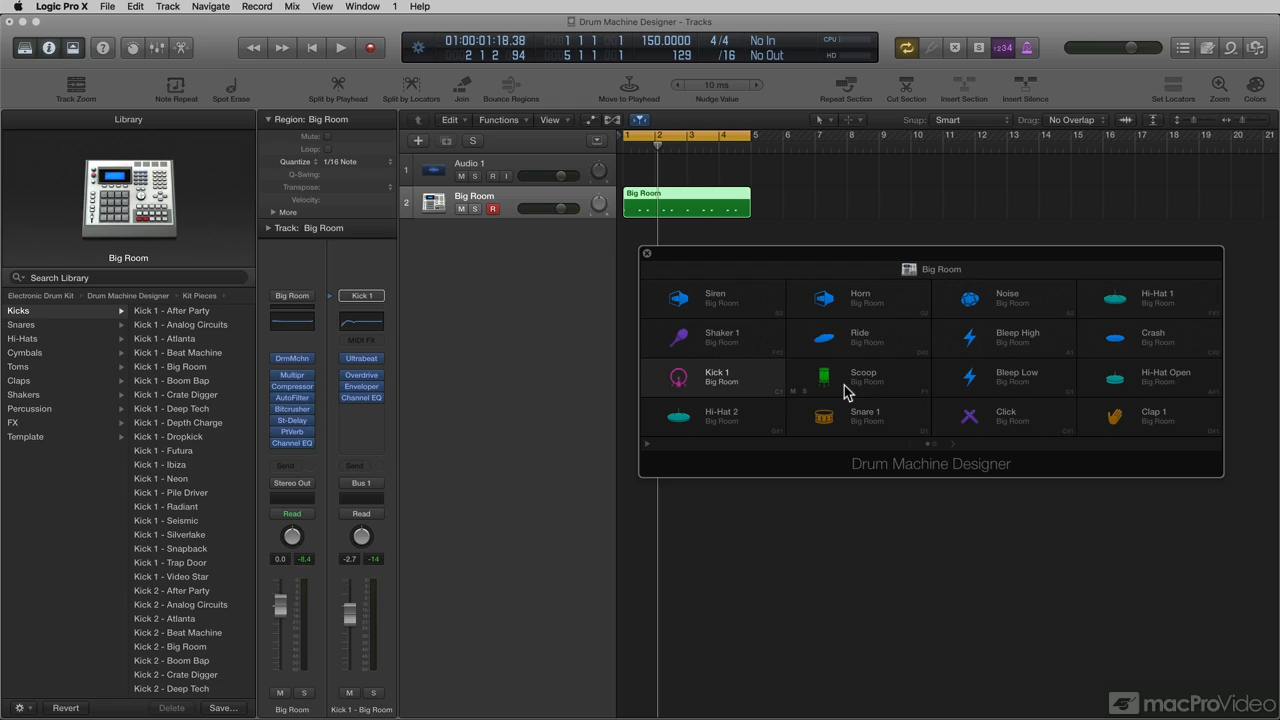 Logic Pro X File Edit Track Navigate Record Mix View Window 1 Help
Drum Machine Designer - Tracks
01:00:01:18.38 1 1 1 1 150.0000 4/4 No In CPU
2 1 2 94 5 1 1 1 129 /16 No Out HD
1234
Track Zoom Note Repeat Spot Erase Split by Playhead Split by Locators Join Bounce Regions Move to Playhead 10 ms Nudge Value Repeat Section Cut Section Insert Section Insert Silence Set Locators Zoom Colors
Library
Big Room
Search Library
Electronic Drum Kit Drum Machine Designer Kit Pieces
Kicks
Snares
Hi-Hats
Cymbals
Toms
Claps
Shakers
Percussion
FX
Template
Kick 1 - After Party
Kick 1 - Analog Circuits
Kick 1 - Atlanta
Kick 1 - Beat Machine
Kick 1 - Big Room
Kick 1 - Boom Bap
Kick 1 - Crate Digger
Kick 1 - Deep Tech
Kick 1 - Depth Charge
Kick 1 - Dropkick
Kick 1 - Futura
Kick 1 - Ibiza
Kick 1 - Neon
Kick 1 - Pile Driver
Kick 1 - Radiant
Kick 1 - Seismic
Kick 1 - Silverlake
Kick 1 - Snapback
Kick 1 - Trap Door
Kick 1 - Video Star
Kick 2 - After Party
Kick 2 - Analog Circuits
Kick 2 - Atlanta
Kick 2 - Beat Machine
Kick 2 - Big Room
Kick 2 - Boom Bap
Kick 2 - Crate Digger
Kick 2 - Deep Tech
Revert Delete Save...
Region: Big Room
Mute:
Loop:
Quantize 1/16 Note
Q-Swing:
Transpose:
Velocity:
More
Track: Big Room
Big Room Kick 1
MIDI FX
DrmMchn Ultrabeat
Multipr Overdrive
Compressor Enveloper
AutoFilter Channel EQ
Bitcrusher
St-Delay
PtVerb
Channel EQ
Send Send
Stereo Out Bus 1
Read Read
0.0 -8.4 -2.7 -14
M S M S
Big Room Kick 1 - Big Room
Edit Functions View Snap: Smart Drag: No Overlap
S
1 2 3 4 5 6 7 8 9 10 11 12 13 14 15 16 17 18 19 20 21
1 Audio 1
M S R I
2 Big Room
M S R
Big Room
Big Room
Siren Horn Noise Hi-Hat 1
Big Room Big Room Big Room Big Room
Shaker 1 Ride Bleep High Crash
Big Room Big Room Big Room Big Room
Kick 1 Scoop Bleep Low Hi-Hat Open
Big Room Big Room Big Room Big Room
C1 M S F1
Hi-Hat 2 Snare 1 Click Clap 1
Big Room Big Room Big Room Big Room
Drum Machine Designer
macProVideo